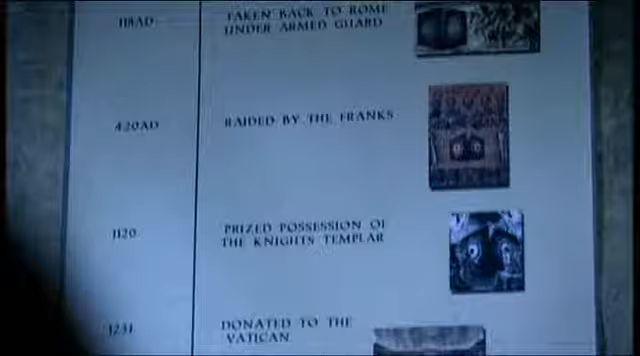 118AD
TAKEN BACK TO ROME
UNDER ARMED GUARD
420AD
RAIDED BY THE FRANKS
1120
PRIZED POSSESSION OF
THE KNIGHTS TEMPLAR
1231
DONATED TO THE
VATICAN